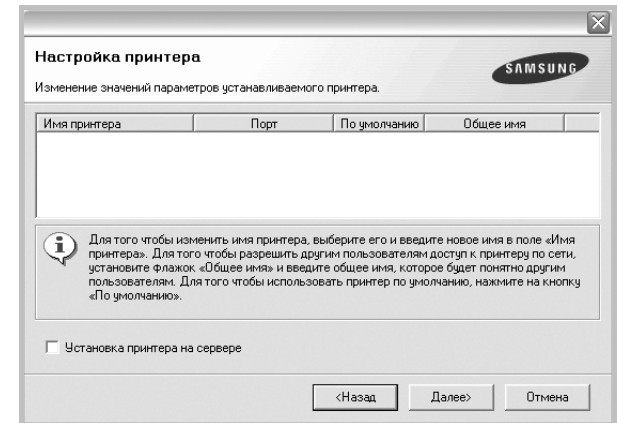 Настройка принтера
SAMSUNG
Изменение значений параметров устанавливаемого принтера.
Имя принтера Порт По умолчанию Общее имя
Для того чтобы изменить имя принтера, выберите его и введите новое имя в поле «Имя
принтера». Для того чтобы разрешить другим пользователям доступ к принтеру по сети,
установите флажок «Общее имя» и введите общее имя, которое будет понятно другим
пользователям. Для того чтобы использовать принтер по умолчанию, нажмите на кнопку
«По умолчанию».
Установка принтера на сервере
<Назад Далее> Отмена